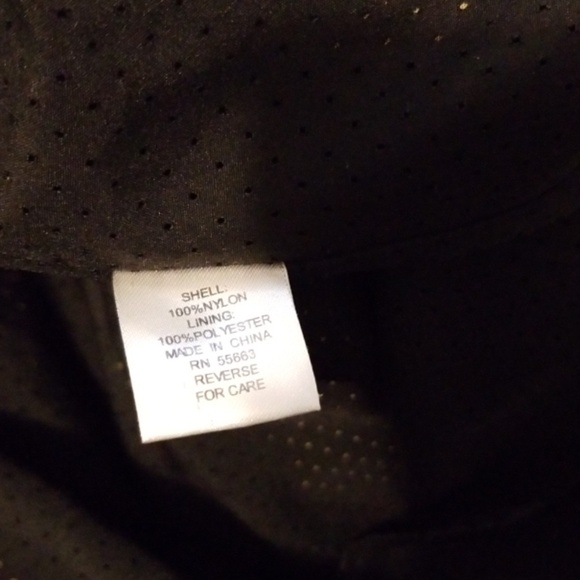 SHELL:
100%NYLON
LINING:
100%POLYESTER
MADE IN CHINA
RN 55663
REVERSE
FOR CARE